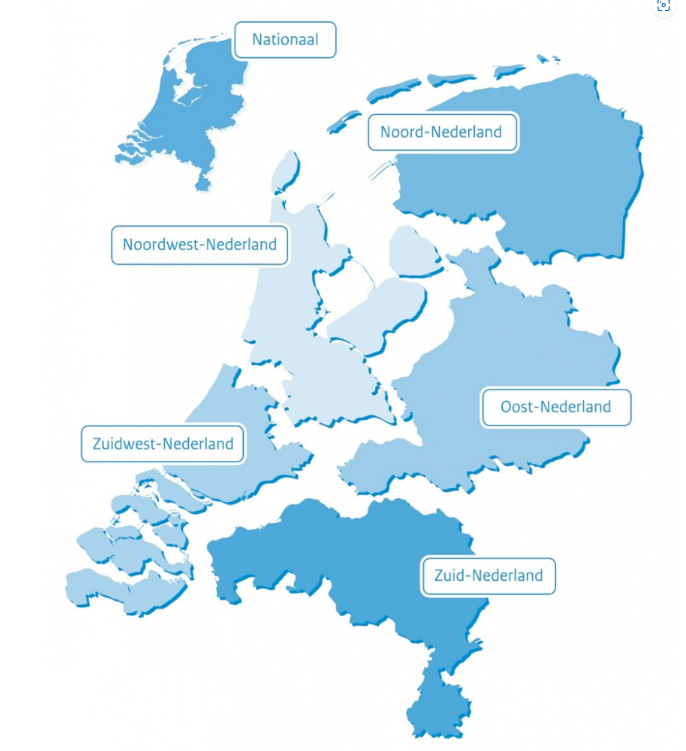 Nationaal
Noord-Nederland
Noordwest-Nederland
Oost-Nederland
Zuidwest-Nederland
Zuid-Nederland